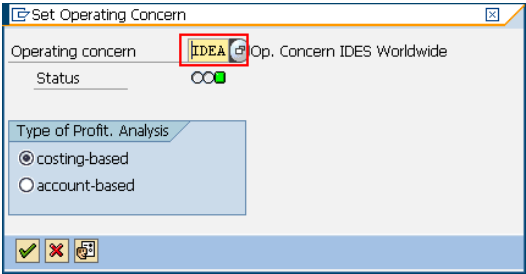 Set Operating Concern
Operating concern IDEA Op. Concern IDES Worldwide
Status
Type of Profit. Analysis
costing-based
account-based